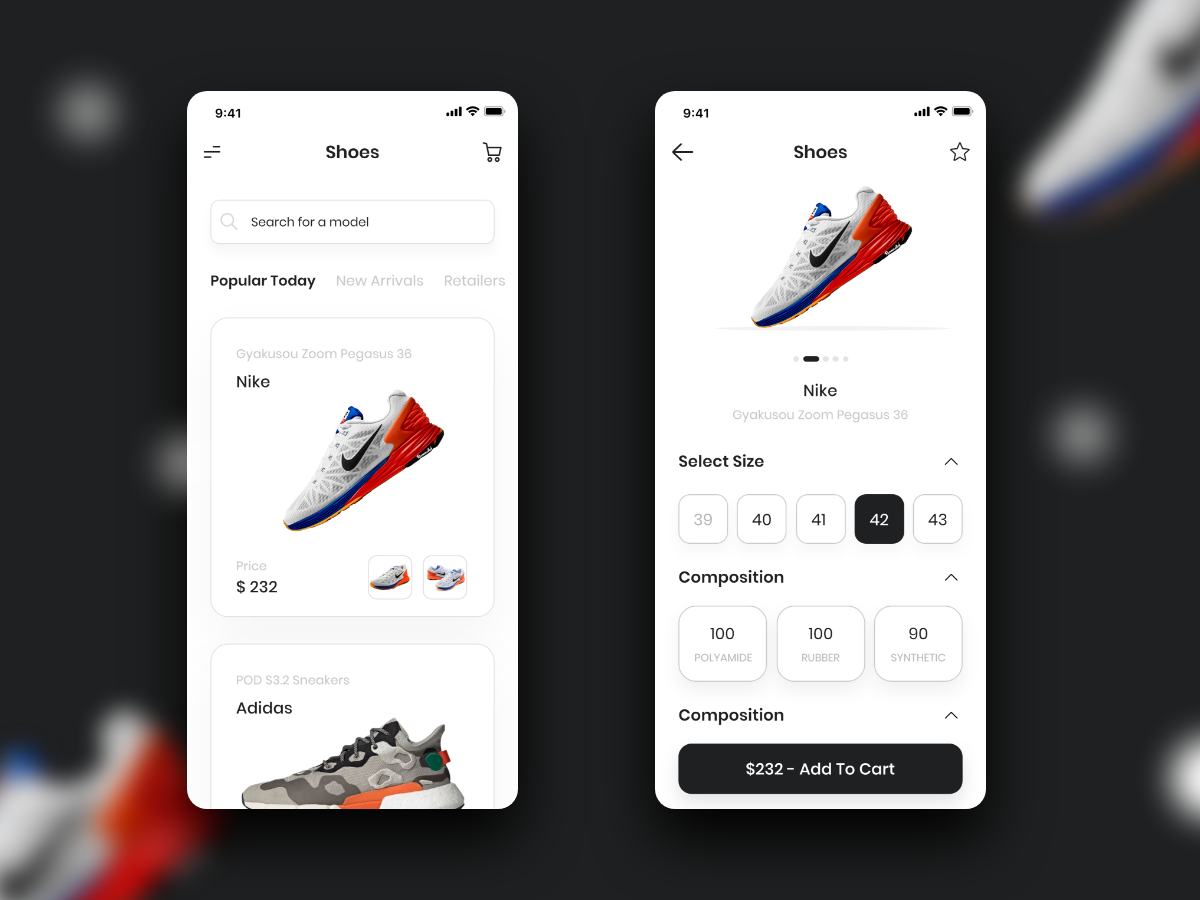 9:41
Shoes
Search for a model
Popular Today New Arrivals Retailers
Gyakusou Zoom Pegasus 36
Nike
Price
$ 232
POD S3.2 Sneakers
Adidas
9:41
Shoes
Nike
Gyakusou Zoom Pegasus 36
Select Size
39 40 41 42 43
Composition
100 100 90
POLYAMIDE RUBBER SYNTHETIC
Composition
$232 - Add To Cart